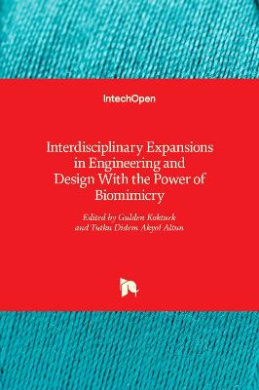 IntechOpen
Interdisciplinary Expansions
in Engineering and
Design With the Power of
Biomimicry
Edited by Gulden Kokturk
and Tutku Didem Akyol Altun